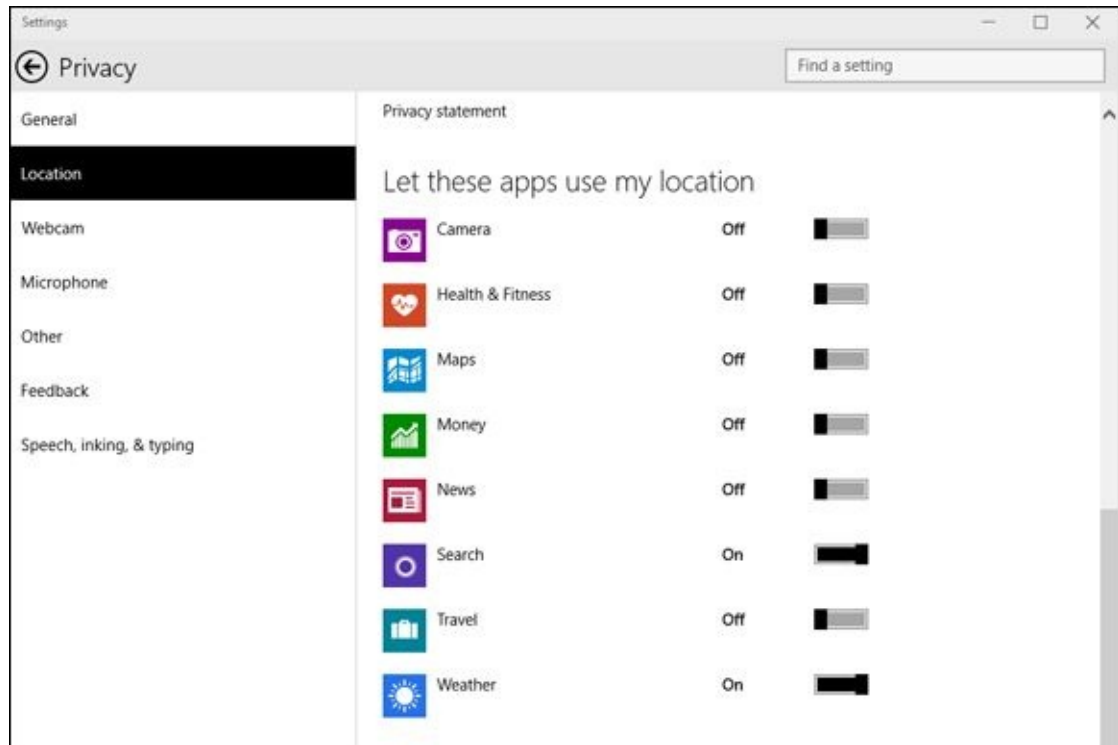 Settings
Privacy
Find a setting
General
Location
Webcam
Microphone
Other
Feedback
Speech, inking, & typing
Privacy statement
Let these apps use my location
Camera Off
Health & Fitness Off
Maps Off
Money Off
News Off
Search On
Travel Off
Weather On